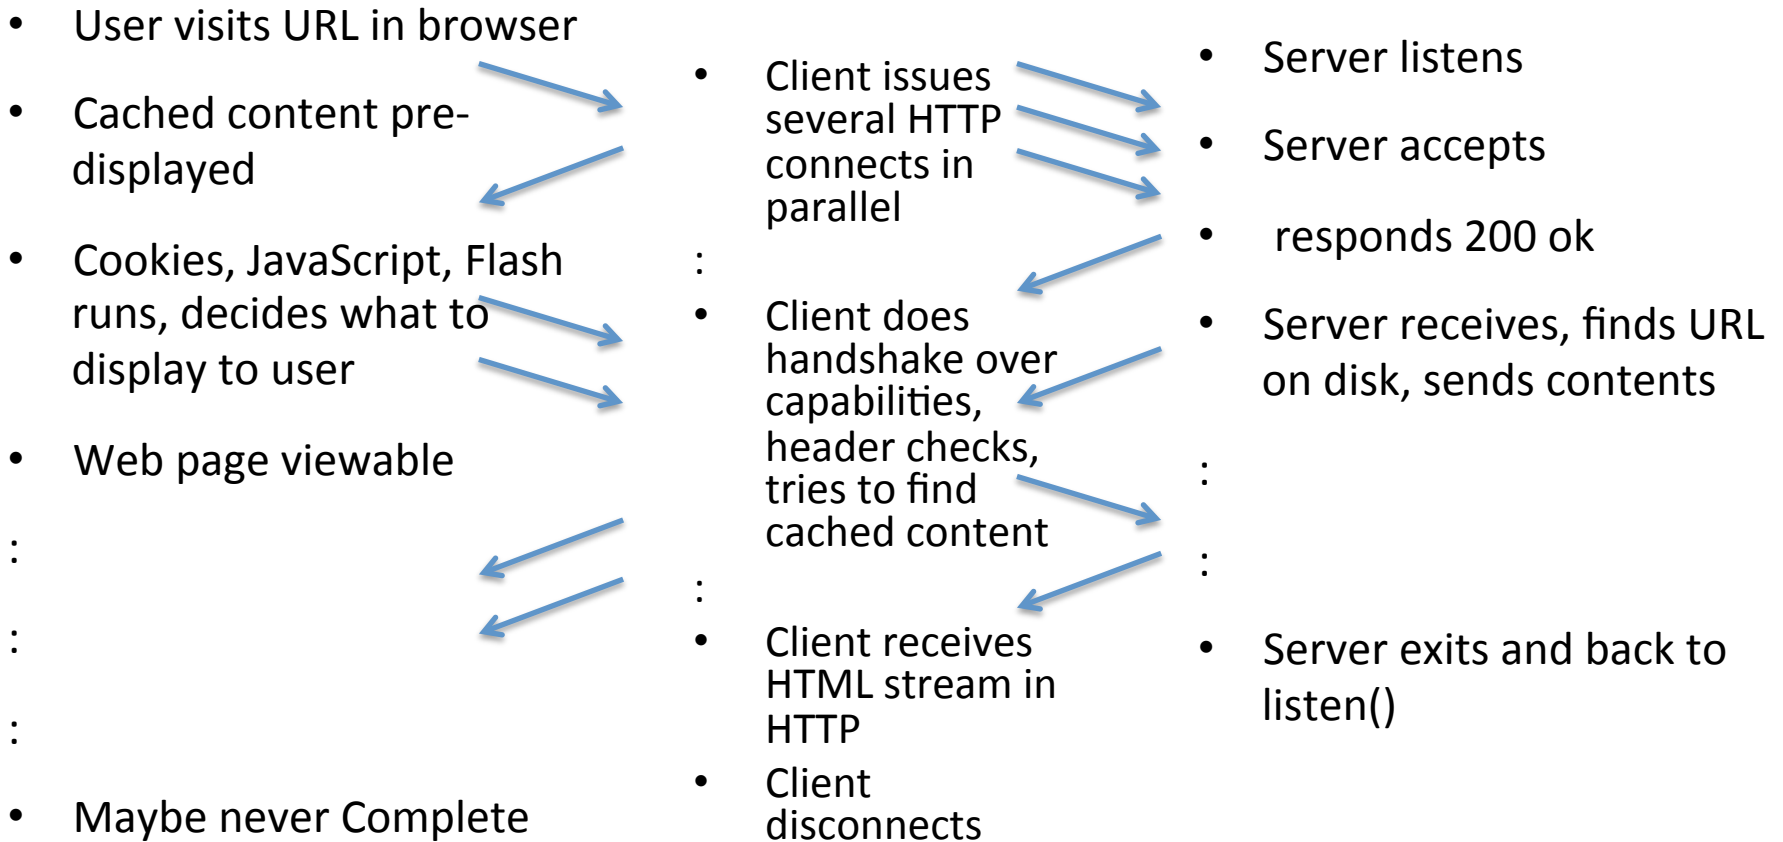 • User visits URL in browser
• Cached content pre-
displayed
• Cookies, JavaScript, Flash
runs, decides what to
display to user
• Web page viewable
:
:
:
• Maybe never Complete
• Client issues
several HTTP
connects in
parallel
:
• Client does
handshake over
capabilities,
header checks,
tries to find
cached content
:
• Client receives
HTML stream in
HTTP
• Client
disconnects
• Server listens
• Server accepts
• responds 200 ok
• Server receives, finds URL
on disk, sends contents
:
:
• Server exits and back to
listen()